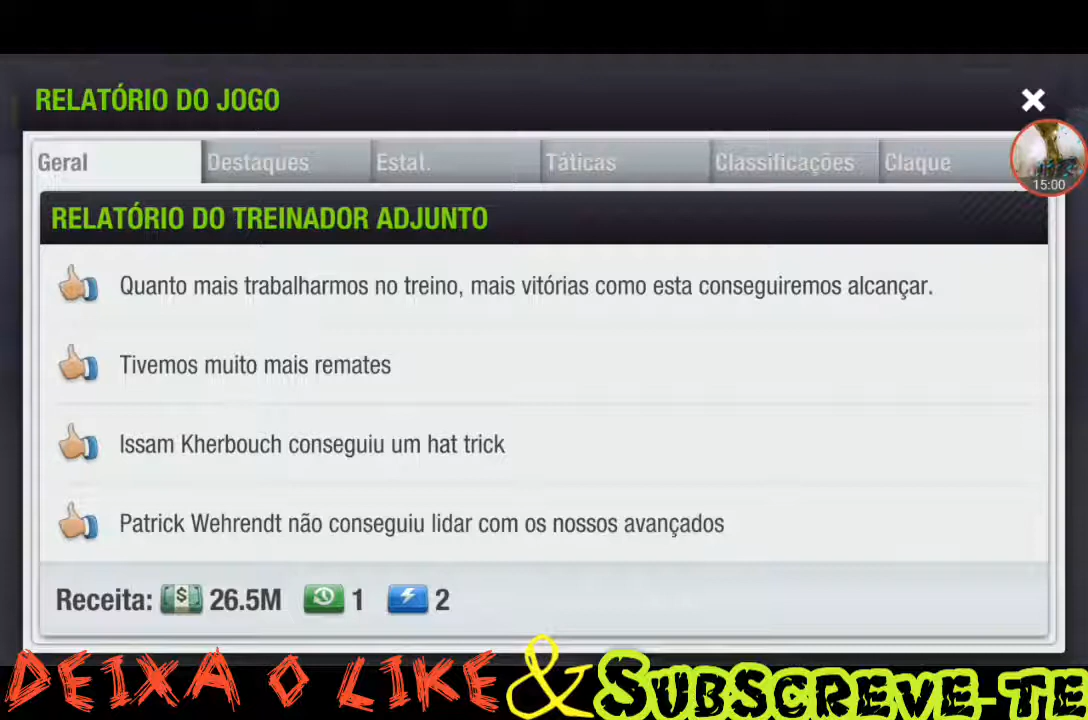 RELATÓRIO DO JOGO
Geral Destaques Estat. Táticas Classificações Claque
15:00
RELATÓRIO DO TREINADOR ADJUNTO
Quanto mais trabalharmos no treino, mais vitórias como esta conseguiremos alcançar.
Tivemos muito mais remates
Issam Kherbouch conseguiu um hat trick
Patrick Wehrendt não conseguiu lidar com os nossos avançados
Receita: $ 26.5M 1 2
DEIXA O LIKE & SUBSCREVE-TE